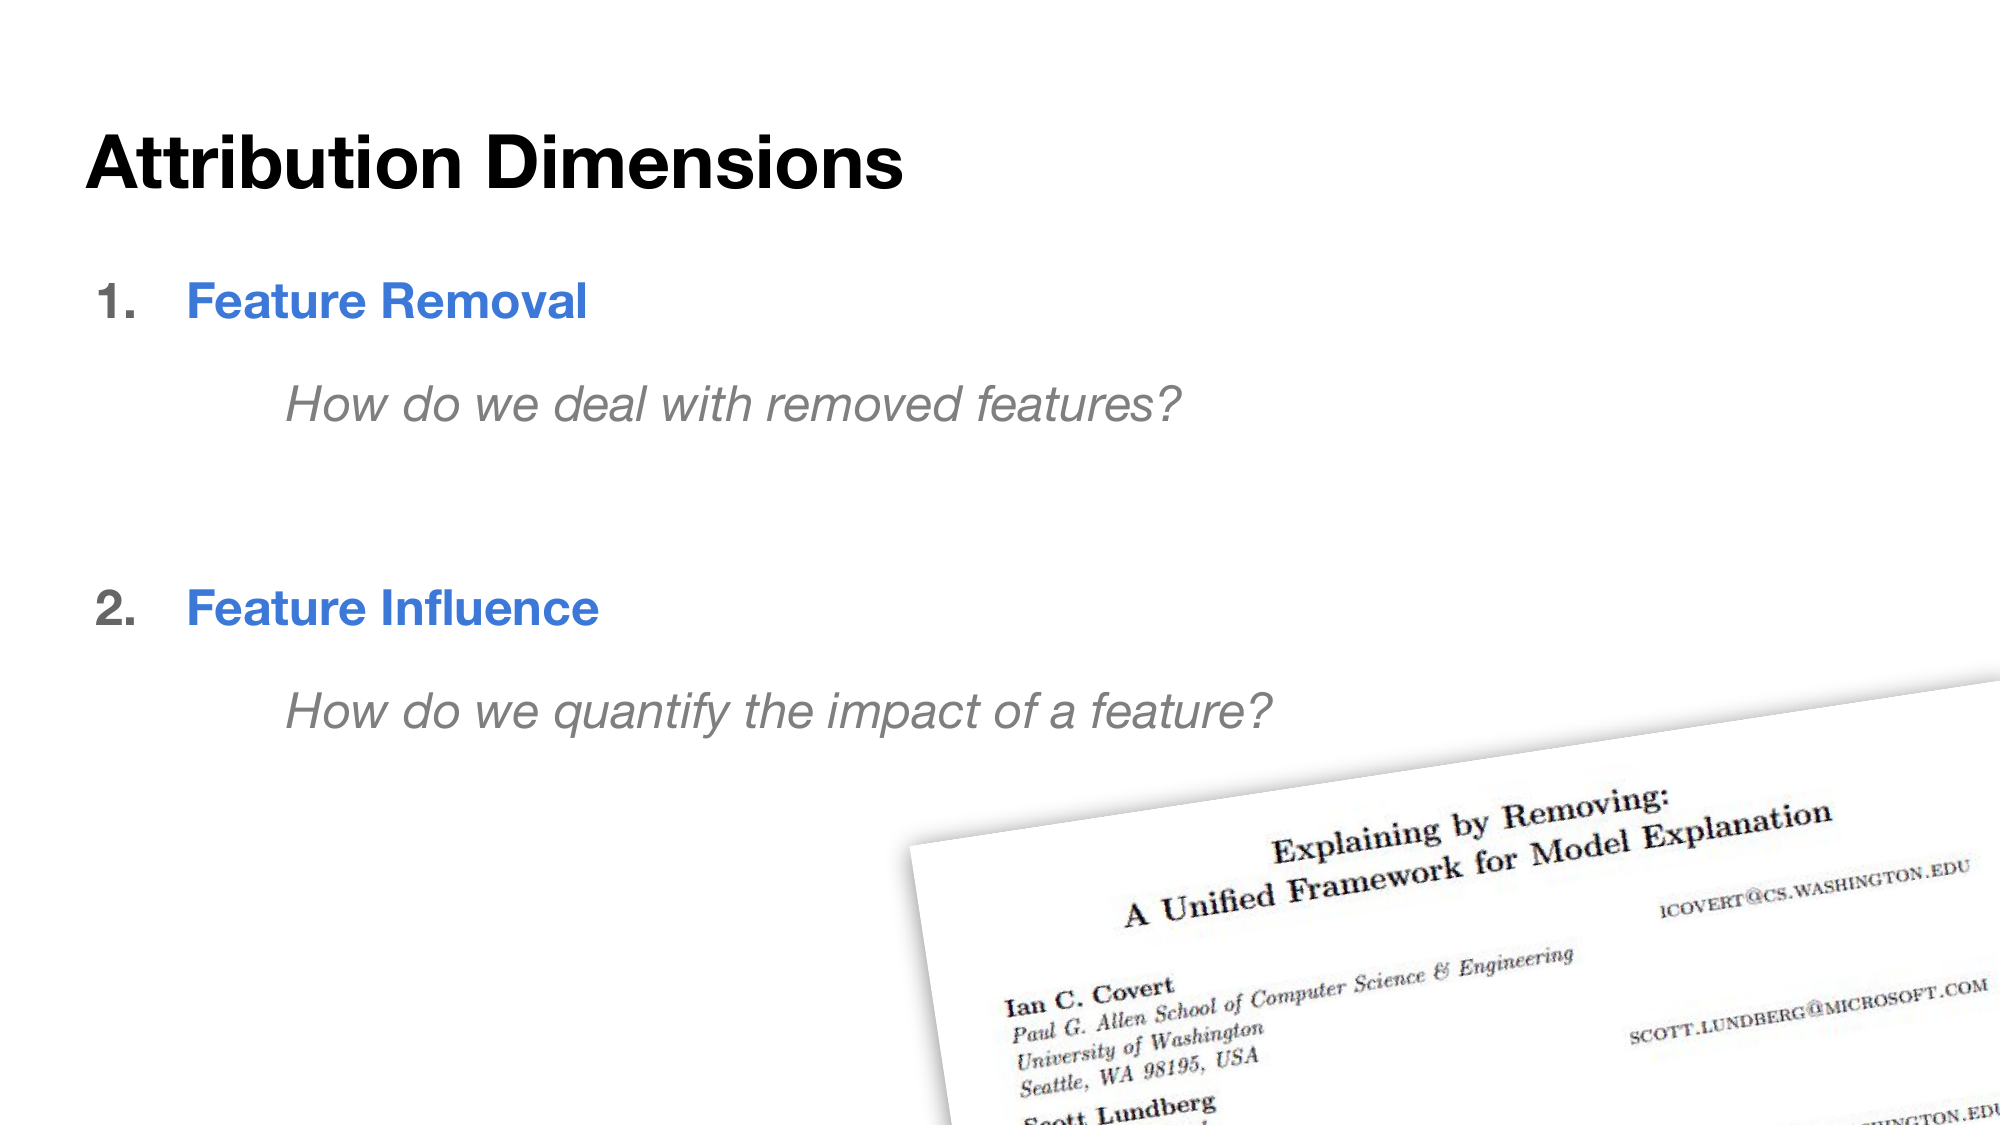 Attribution Dimensions
1. Feature Removal
How do we deal with removed features?
2. Feature Influence
How do we quantify the impact of a feature?
Explaining by Removing:
A Unified Framework for Model Explanation
ICOVERT@CS.WASHINGTON.EDU
Ian C. Covert
Paul G. Allen School of Computer Science & Engineering
University of Washington
Seattle, WA 98195, USA
SCOTT.LUNDBERG@MICROSOFT.COM
Scott Lundberg